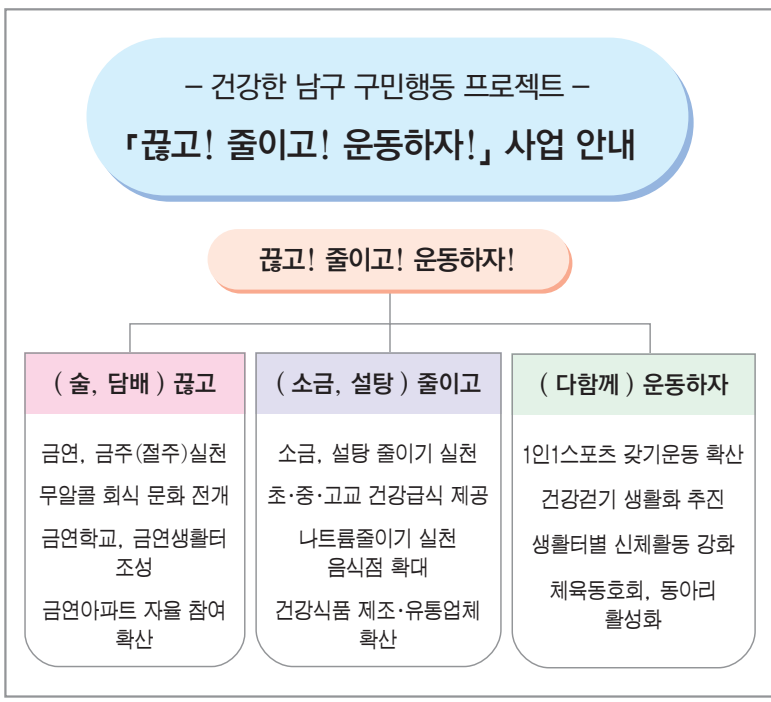 – 건강한 남구 구민행동 프로젝트 –
「끊고! 줄이고! 운동하자!」 사업 안내
끊고! 줄이고! 운동하자!
( 술, 담배 ) 끊고
금연, 금주(절주)실천
무알콜 회식 문화 전개
금연학교, 금연생활터
조성
금연아파트 자율 참여
확산
( 소금, 설탕 ) 줄이고
소금, 설탕 줄이기 실천
초·중·고교 건강급식 제공
나트륨줄이기 실천
음식점 확대
건강식품 제조·유통업체
확산
( 다함께 ) 운동하자
1인1스포츠 갖기운동 확산
건강걷기 생활화 추진
생활터별 신체활동 강화
체육동호회, 동아리
활성화